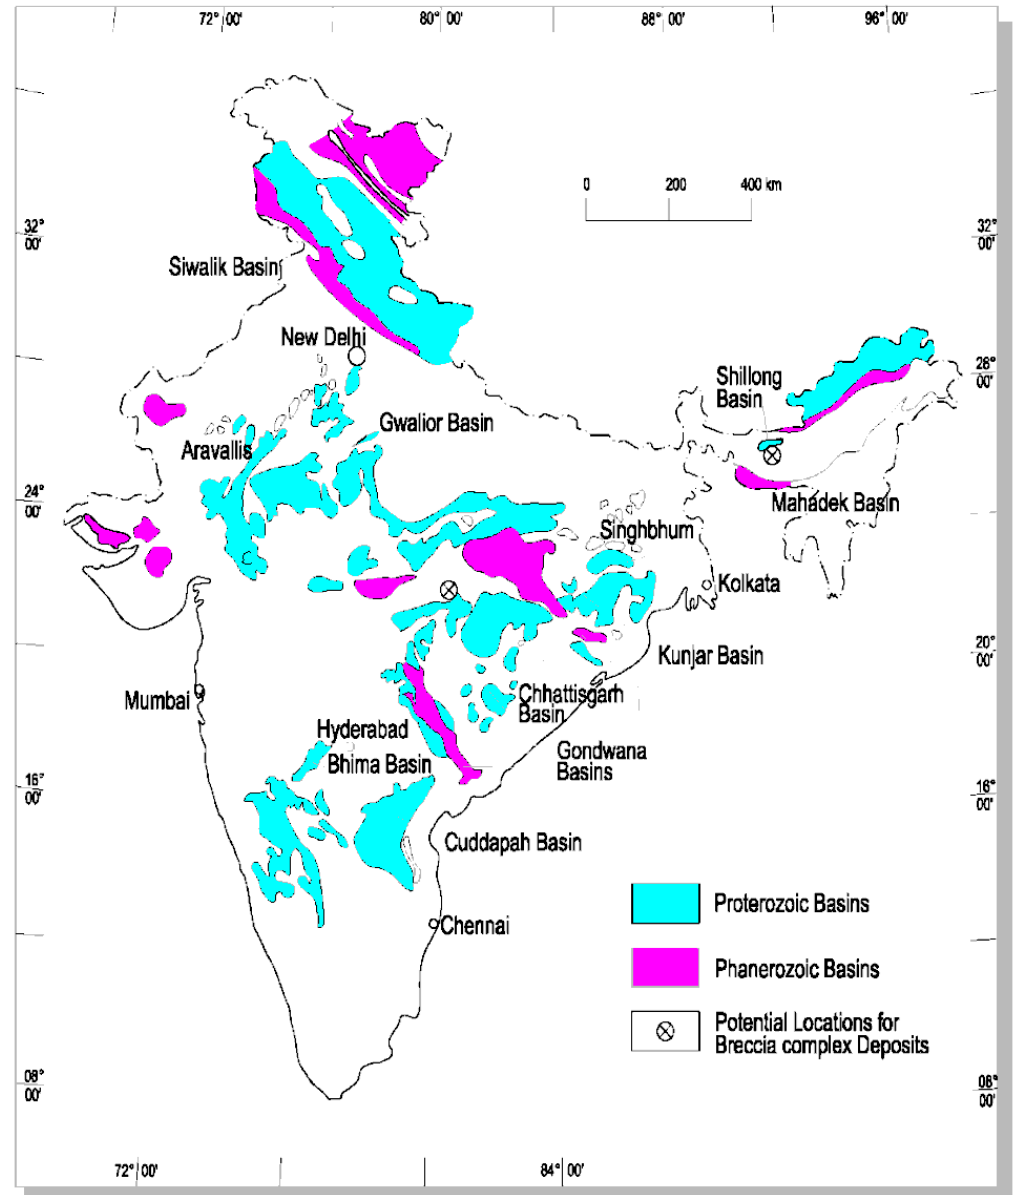 72° 00'
80° 00'
88° 00'
96° 00'
0
200
400 km
32°
00'
32°
00'
Siwalik Basin
New Delhi
28°
00'
Shillong
Basin
Gwalior Basin
Aravallis
24°
00'
Mahadek Basin
Singhbhum
Kolkata
20°
00'
Kunjar Basin
Mumbai
Chhattisgarh
Basin
Hyderabad
Gondwana
Basins
Bhima Basin
16°
00'
16°
00'
Cuddapah Basin
Proterozoic Basins
Chennai
Phanerozoic Basins
Potential Locations for
Breccia complex Deposits
08°
00'
08°
00'
72° 00'
84° 00'